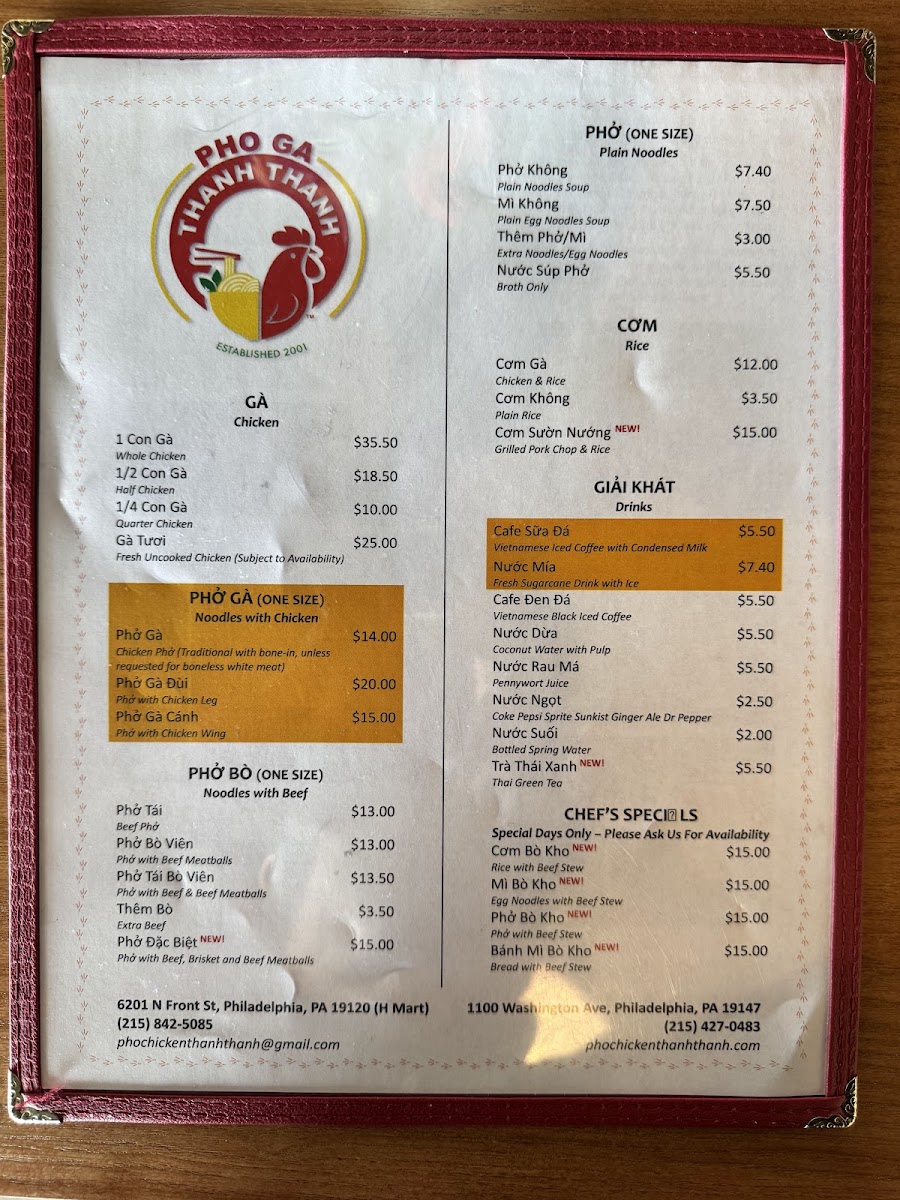 PHO GA
THANH THANH
TM
ESTABLISHED 2001
GÀ
Chicken
1 Con Gà $35.50
Whole Chicken
1/2 Con Gà $18.50
Half Chicken
1/4 Con Gà $10.00
Quarter Chicken
Gà Tươi $25.00
Fresh Uncooked Chicken (Subject to Availability)
PHỞ GÀ (ONE SIZE)
Noodles with Chicken
Phở Gà $14.00
Chicken Phở (Traditional with bone-in, unless
requested for boneless white meat)
Phở Gà Đùi $20.00
Phở with Chicken Leg
Phở Gà Cánh $15.00
Phở with Chicken Wing
PHỞ BÒ (ONE SIZE)
Noodles with Beef
Phở Tái $13.00
Beef Phở
Phở Bò Viên $13.00
Phở with Beef Meatballs
Phở Tái Bò Viên $13.50
Phở with Beef & Beef Meatballs
Thêm Bò $3.50
Extra Beef
Phở Đặc Biệt NEW! $15.00
Phở with Beef, Brisket and Beef Meatballs
6201 N Front St, Philadelphia, PA 19120 (H Mart)
(215) 842-5085
phochickenthanhthanh@gmail.com
PHỞ (ONE SIZE)
Plain Noodles
Phở Không $7.40
Plain Noodles Soup
Mì Không $7.50
Plain Egg Noodles Soup
Thêm Phở/Mì $3.00
Extra Noodles/Egg Noodles
Nước Súp Phở $5.50
Broth Only
CƠM
Rice
Cơm Gà $12.00
Chicken & Rice
Cơm Không $3.50
Plain Rice
Cơm Sườn Nướng NEW! $15.00
Grilled Pork Chop & Rice
GIẢI KHÁT
Drinks
Cafe Sữa Đá $5.50
Vietnamese Iced Coffee with Condensed Milk
Nước Mía $7.40
Fresh Sugarcane Drink with Ice
Cafe Đen Đá $5.50
Vietnamese Black Iced Coffee
Nước Dừa $5.50
Coconut Water with Pulp
Nước Rau Má $5.50
Pennywort Juice
Nước Ngọt $2.50
Coke Pepsi Sprite Sunkist Ginger Ale Dr Pepper
Nước Suối $2.00
Bottled Spring Water
Trà Thái Xanh NEW! $5.50
Thai Green Tea
CHEF'S SPECI⍰LS
Special Days Only – Please Ask Us For Availability
Cơm Bò Kho NEW! $15.00
Rice with Beef Stew
Mì Bò Kho NEW! $15.00
Egg Noodles with Beef Stew
Phở Bò Kho NEW! $15.00
Phở with Beef Stew
Bánh Mì Bò Kho NEW! $15.00
Bread with Beef Stew
1100 Washington Ave, Philadelphia, PA 19147
(215) 427-0483
phochickenthanhthanh.com